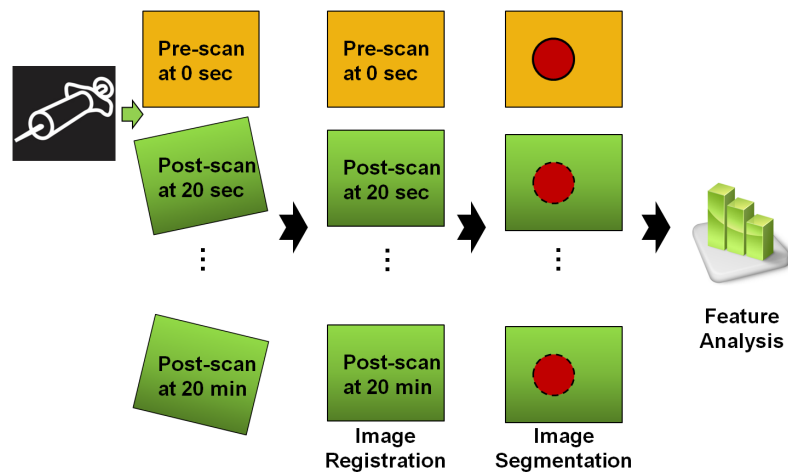 Pre-scan
at 0 sec
Pre-scan
at 0 sec
Post-scan
at 20 sec
Post-scan
at 20 sec
...
...
...
Post-scan
at 20 min
Post-scan
at 20 min
Image
Registration
Image
Segmentation
Feature
Analysis